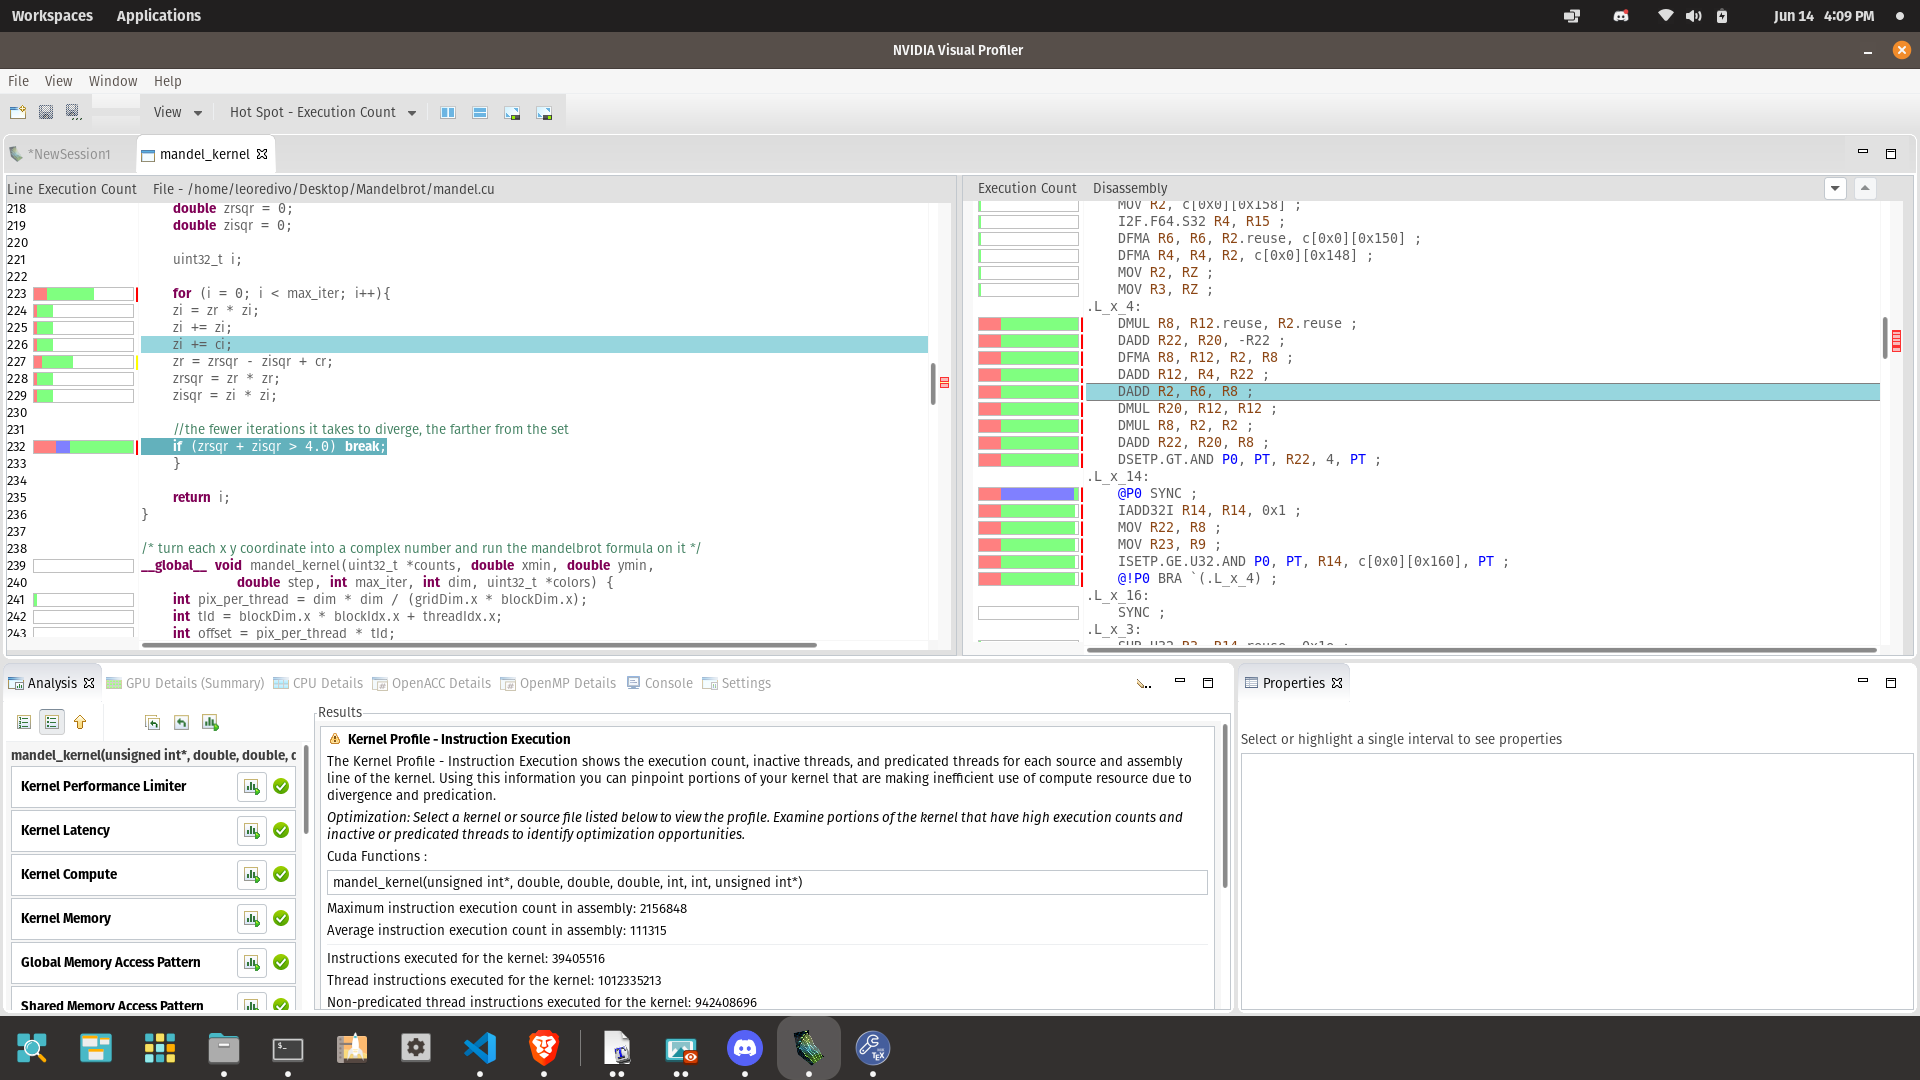 Workspaces Applications Jun 14 4:09 PM
NVIDIA Visual Profiler
File View Window Help
View Hot Spot - Execution Count
*NewSession1 mandel_kernel
Line Execution Count File - /home/leoredivo/Desktop/Mandelbrot/mandel.cu
218 double zrsqr = 0;
219 double zisqr = 0;
220
221 uint32_t i;
222
223 for (i = 0; i < max_iter; i++){
224 zi = zr * zi;
225 zi += zi;
226 zi += ci;
227 zr = zrsqr - zisqr + cr;
228 zrsqr = zr * zr;
229 zisqr = zi * zi;
230
231 //the fewer iterations it takes to diverge, the farther from the set
232 if (zrsqr + zisqr > 4.0) break;
233 }
234
235 return i;
236 }
237
238 /* turn each x y coordinate into a complex number and run the mandelbrot formula on it */
239 __global__ void mandel_kernel(uint32_t *counts, double xmin, double ymin,
240 double step, int max_iter, int dim, uint32_t *colors) {
241 int pix_per_thread = dim * dim / (gridDim.x * blockDim.x);
242 int tId = blockDim.x * blockIdx.x + threadIdx.x;
243 int offset = pix_per_thread * tId;
Execution Count Disassembly
MOV R2, c[0x0][0x158] ;
I2F.F64.S32 R4, R15 ;
DFMA R6, R6, R2.reuse, c[0x0][0x150] ;
DFMA R4, R4, R2, c[0x0][0x148] ;
MOV R2, RZ ;
MOV R3, RZ ;
.L_x_4:
DMUL R8, R12.reuse, R2.reuse ;
DADD R22, R20, -R22 ;
DFMA R8, R12, R2, R8 ;
DADD R12, R4, R22 ;
DADD R2, R6, R8 ;
DMUL R20, R12, R12 ;
DMUL R8, R2, R2 ;
DADD R22, R20, R8 ;
DSETP.GT.AND P0, PT, R22, 4, PT ;
.L_x_14:
@P0 SYNC ;
IADD32I R14, R14, 0x1 ;
MOV R22, R8 ;
MOV R23, R9 ;
ISETP.GE.U32.AND P0, PT, R14, c[0x0][0x160], PT ;
@!P0 BRA `(.L_x_4) ;
.L_x_16:
SYNC ;
.L_x_3:
Analysis GPU Details (Summary) CPU Details OpenACC Details OpenMP Details Console Settings
mandel_kernel(unsigned int*, double, double, d
Kernel Performance Limiter
Kernel Latency
Kernel Compute
Kernel Memory
Global Memory Access Pattern
Shared Memory Access Pattern
Results
Kernel Profile - Instruction Execution
The Kernel Profile - Instruction Execution shows the execution count, inactive threads, and predicated threads for each source and assembly
line of the kernel. Using this information you can pinpoint portions of your kernel that are making inefficient use of compute resource due to
divergence and predication.
Optimization: Select a kernel or source file listed below to view the profile. Examine portions of the kernel that have high execution counts and
inactive or predicated threads to identify optimization opportunities.
Cuda Functions :
mandel_kernel(unsigned int*, double, double, double, int, int, unsigned int*)
Maximum instruction execution count in assembly: 2156848
Average instruction execution count in assembly: 111315
Instructions executed for the kernel: 39405516
Thread instructions executed for the kernel: 1012335213
Non-predicated thread instructions executed for the kernel: 942408696
Properties
Select or highlight a single interval to see properties